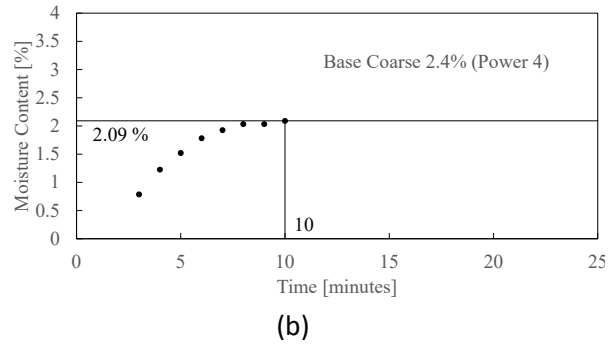 4
3.5
3
2.5
2
1.5
1
0.5
0
Moisture Content [%]
Base Coarse 2.4% (Power 4)
2.09 %
10
0 5 10 15 20 25
Time [minutes]
(b)